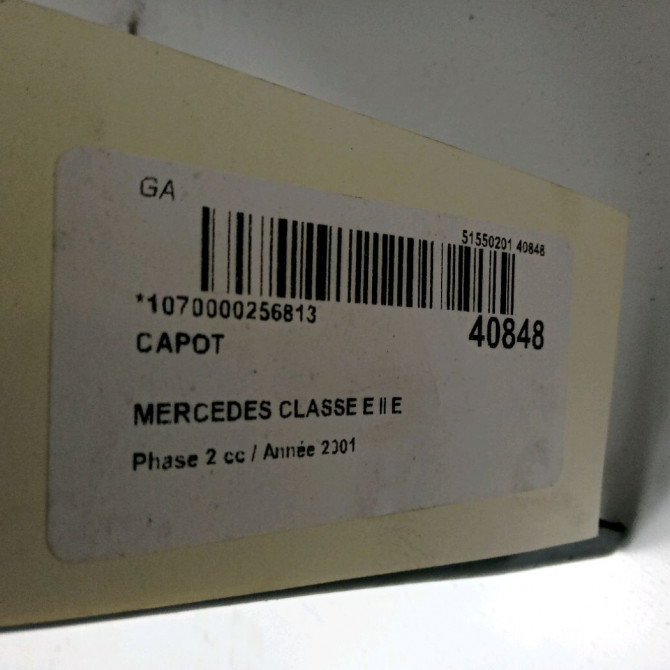 GA
51550201 40848
*1070000256813
40848
CAPOT
MERCEDES CLASSE E II E
Phase 2 cc / Année 2001